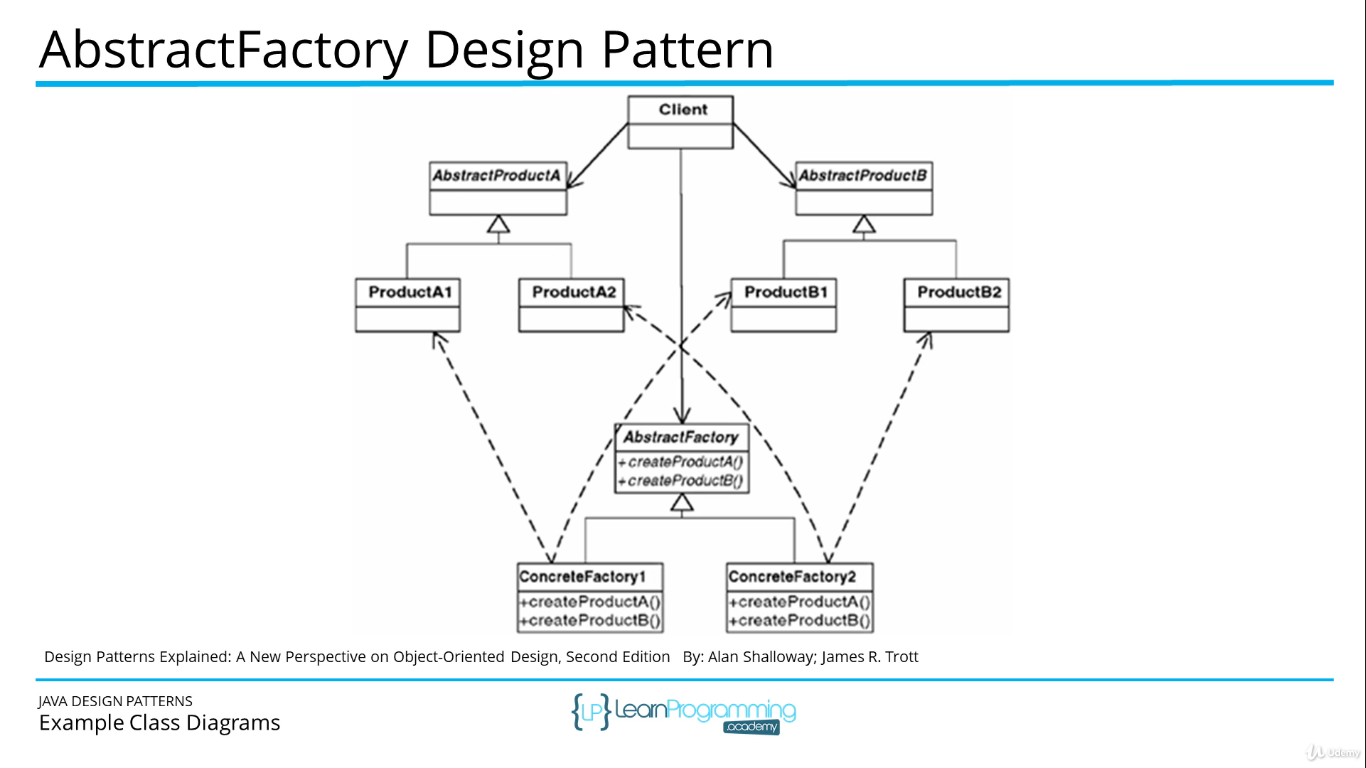 AbstractFactory Design Pattern
Client
AbstractProductA
AbstractProductB
ProductA1
ProductA2
ProductB1
ProductB2
AbstractFactory
+createProductA()
+createProductB()
ConcreteFactory1
+createProductA()
+createProductB()
ConcreteFactory2
+createProductA()
+createProductB()
Design Patterns Explained: A New Perspective on Object-Oriented Design, Second Edition By: Alan Shalloway; James R. Trott
JAVA DESIGN PATTERNS
Example Class Diagrams
{LP} LearnProgramming
.academy
Udemy